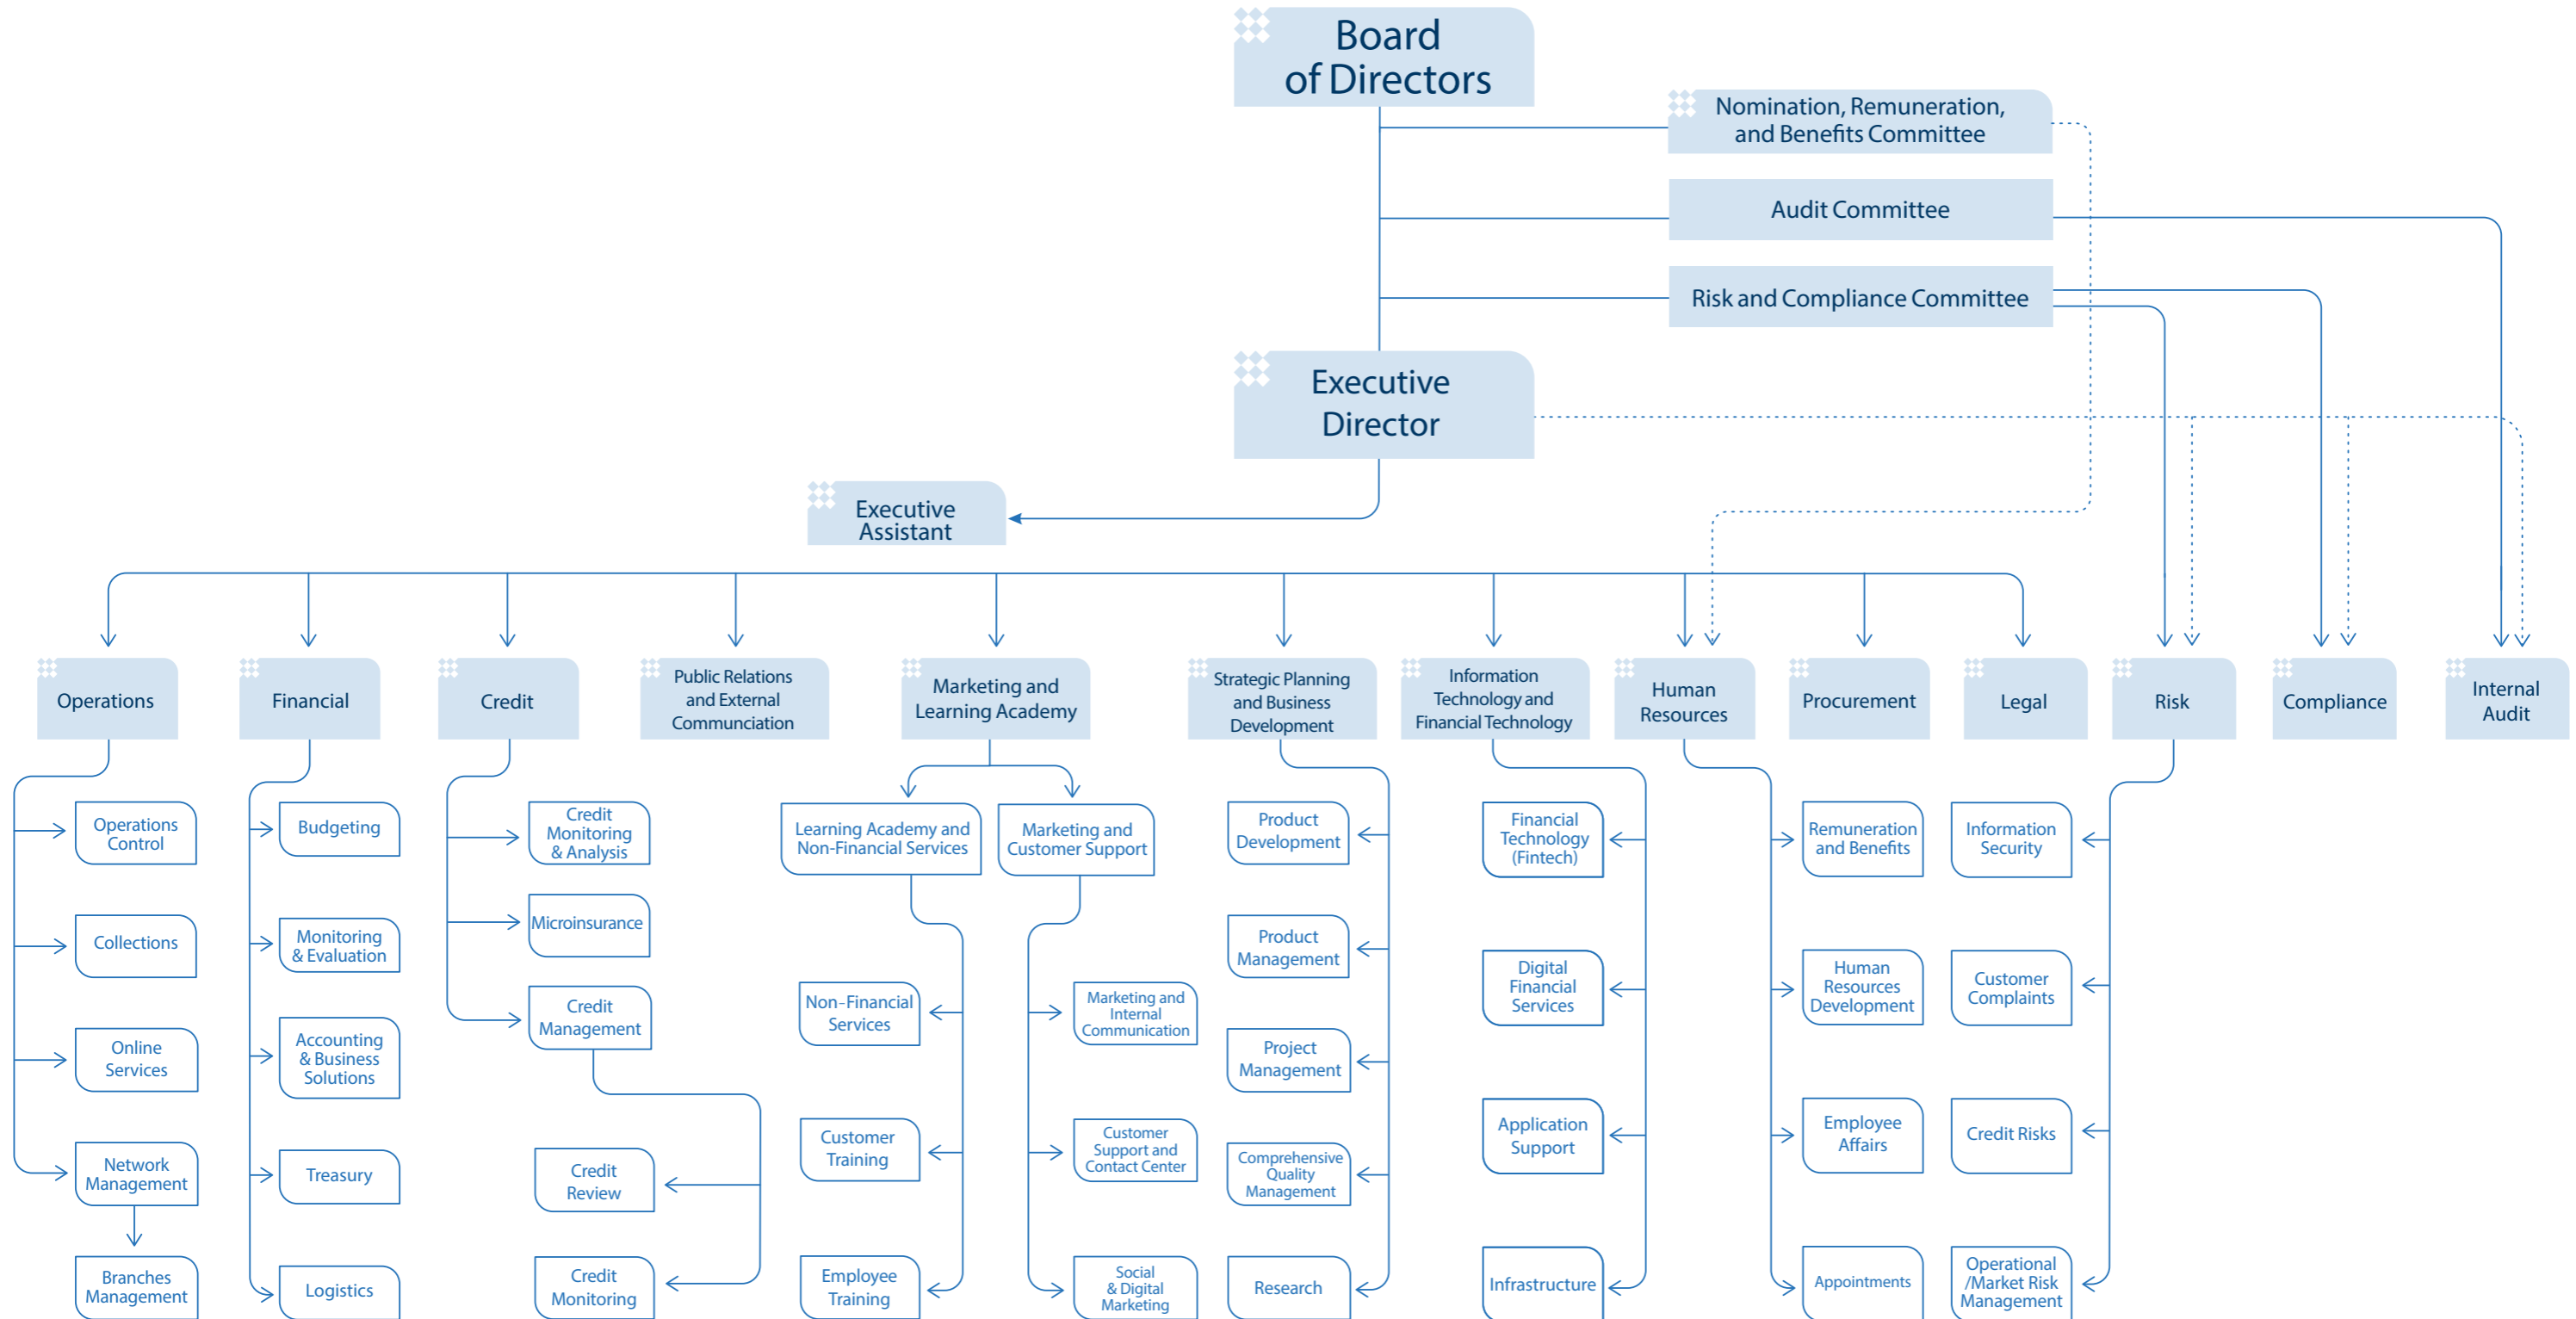 Board
of Directors
Nomination, Remuneration,
and Benefits Committee
Audit Committee
Risk and Compliance Committee
Executive
Director
Executive
Assistant
Operations
Financial
Credit
Public Relations
and External
Communciation
Marketing and
Learning Academy
Strategic Planning
and Business
Development
Information
Technology and
Financial Technology
Human
Resources
Procurement
Legal
Risk
Compliance
Internal
Audit
Operations
Control
Collections
Online
Services
Network
Management
Branches
Management
Budgeting
Monitoring
& Evaluation
Accounting
& Business
Solutions
Treasury
Logistics
Credit
Monitoring
& Analysis
Microinsurance
Credit
Management
Credit
Review
Credit
Monitoring
Learning Academy and
Non-Financial Services
Non-Financial
Services
Customer
Training
Employee
Training
Marketing and
Customer Support
Marketing and
Internal
Communication
Customer
Support and
Contact Center
Social
& Digital
Marketing
Product
Development
Product
Management
Project
Management
Comprehensive
Quality
Management
Research
Financial
Technology
(Fintech)
Digital
Financial
Services
Application
Support
Infrastructure
Remuneration
and Benefits
Human
Resources
Development
Employee
Affairs
Appointments
Information
Security
Customer
Complaints
Credit Risks
Operational
/Market Risk
Management